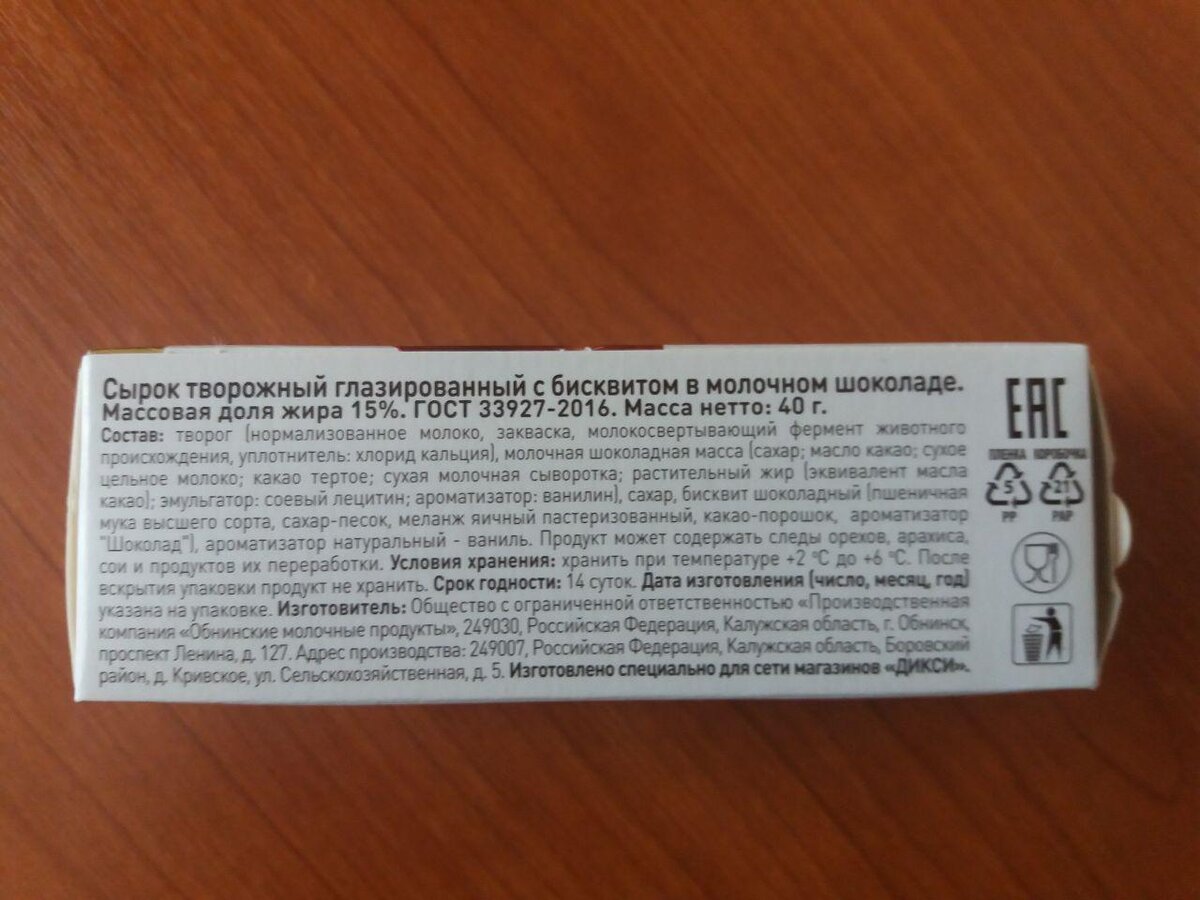 Сырок творожный глазированный с бисквитом в молочном шоколаде.
Массовая доля жира 15%. ГОСТ 33927-2016. Масса нетто: 40 г.
Состав: творог (нормализованное молоко, закваска, молокосвертывающий фермент животного
происхождения, уплотнитель: хлорид кальция), молочная шоколадная масса (сахар; масло какао; сухое
цельное молоко; какао тертое; сухая молочная сыворотка; растительный жир (эквивалент масла
какао); эмульгатор: соевый лецитин; ароматизатор: ванилин), сахар, бисквит шоколадный (пшеничная
мука высшего сорта, сахар-песок, меланж яичный пастеризованный, какао-порошок, ароматизатор
"Шоколад"), ароматизатор натуральный - ваниль. Продукт может содержать следы орехов, арахиса,
сои и продуктов их переработки. Условия хранения: хранить при температуре +2 °С до +6 °С. После
вскрытия упаковки продукт не хранить. Срок годности: 14 суток. Дата изготовления (число, месяц, год)
указана на упаковке. Изготовитель: Общество с ограниченной ответственностью «Производственная
компания «Обнинские молочные продукты», 249030, Российская Федерация, Калужская область, г. Обнинск,
проспект Ленина, д. 127. Адрес производства: 249007, Российская Федерация, Калужская область, Боровский
район, д. Кривское, ул. Сельскохозяйственная, д. 5. Изготовлено специально для сети магазинов «ДИКСИ».
ЕАС
ПЛЕНКА КОРОБОЧКА
5 21
PP PAP